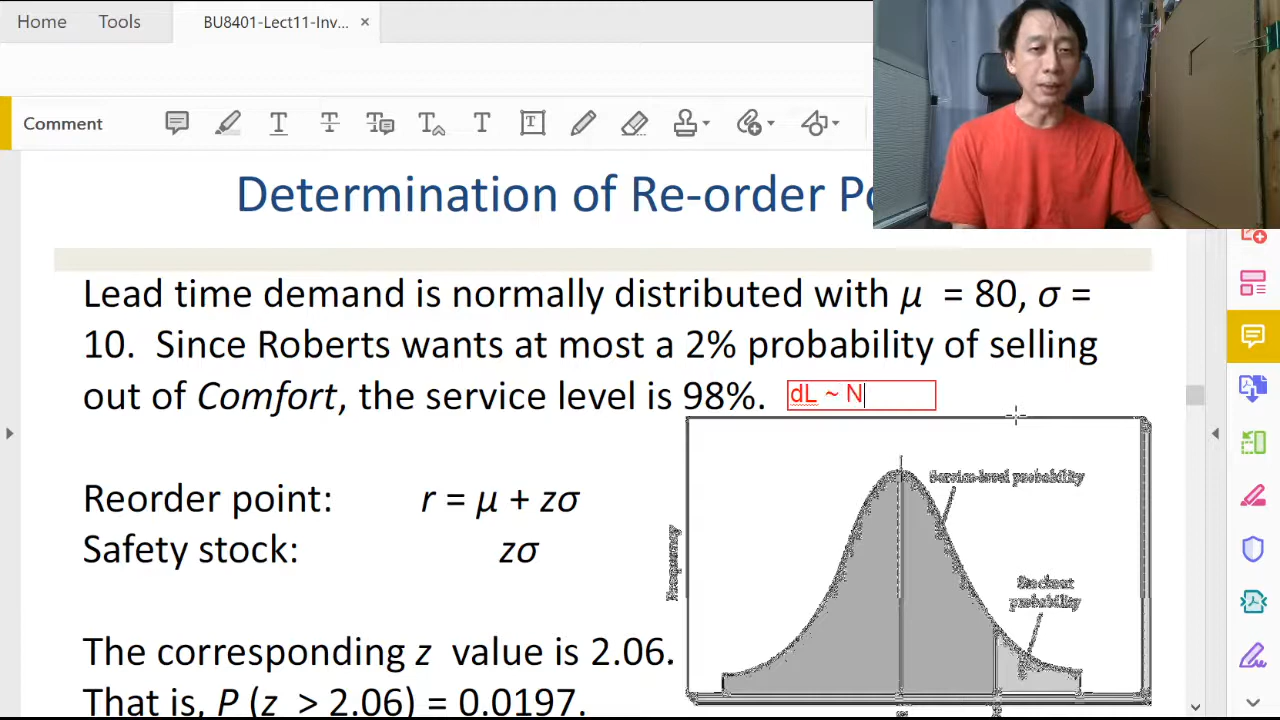 Home
Tools
BU8401-Lect11-Inv...
×
Comment
Determination of Re-order
Lead time demand is normally distributed with μ = 80, σ =
10. Since Roberts wants at most a 2% probability of selling
out of Comfort, the service level is 98%.
dL ~ N
Reorder point: r = μ + zσ
Safety stock: zσ
Service-level probability
Frequency
Stockout
probability
The corresponding z value is 2.06.
That is, P (z > 2.06) = 0.0197.